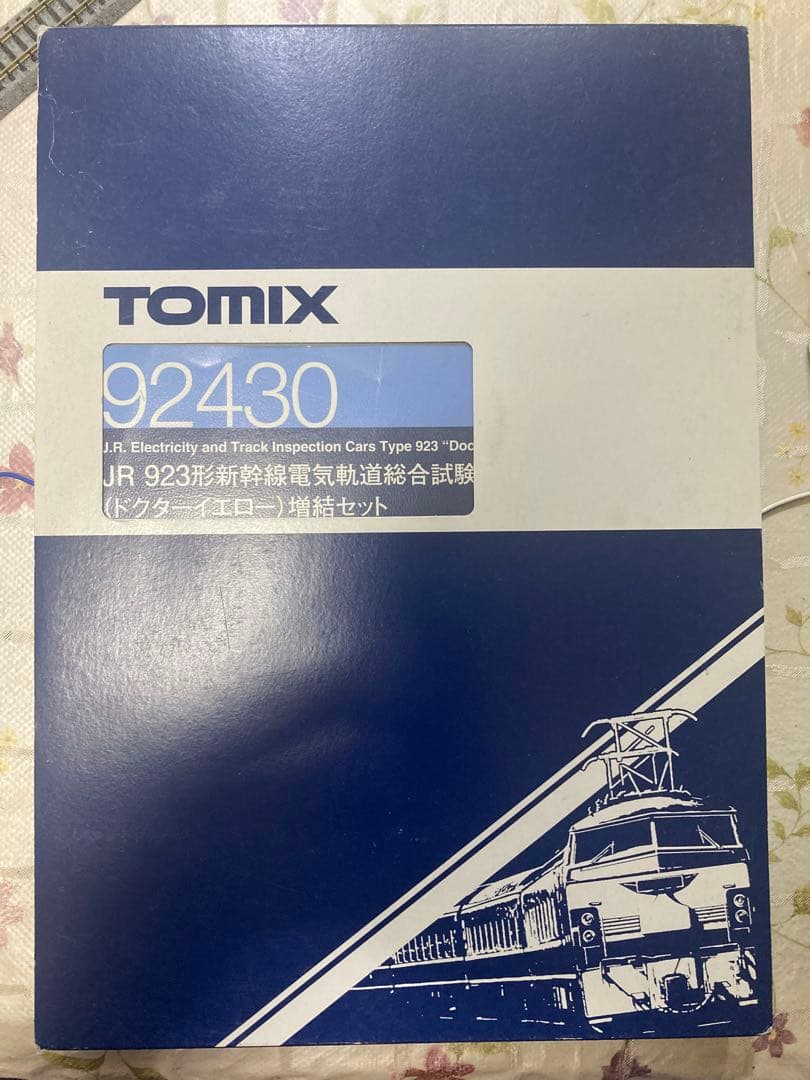 TOMIX
92430
J.R. Electricity and Track Inspection Cars Type 923 "Doc
JR 923形新幹線電気軌道総合試験
(ドクターイエロー)増結セット